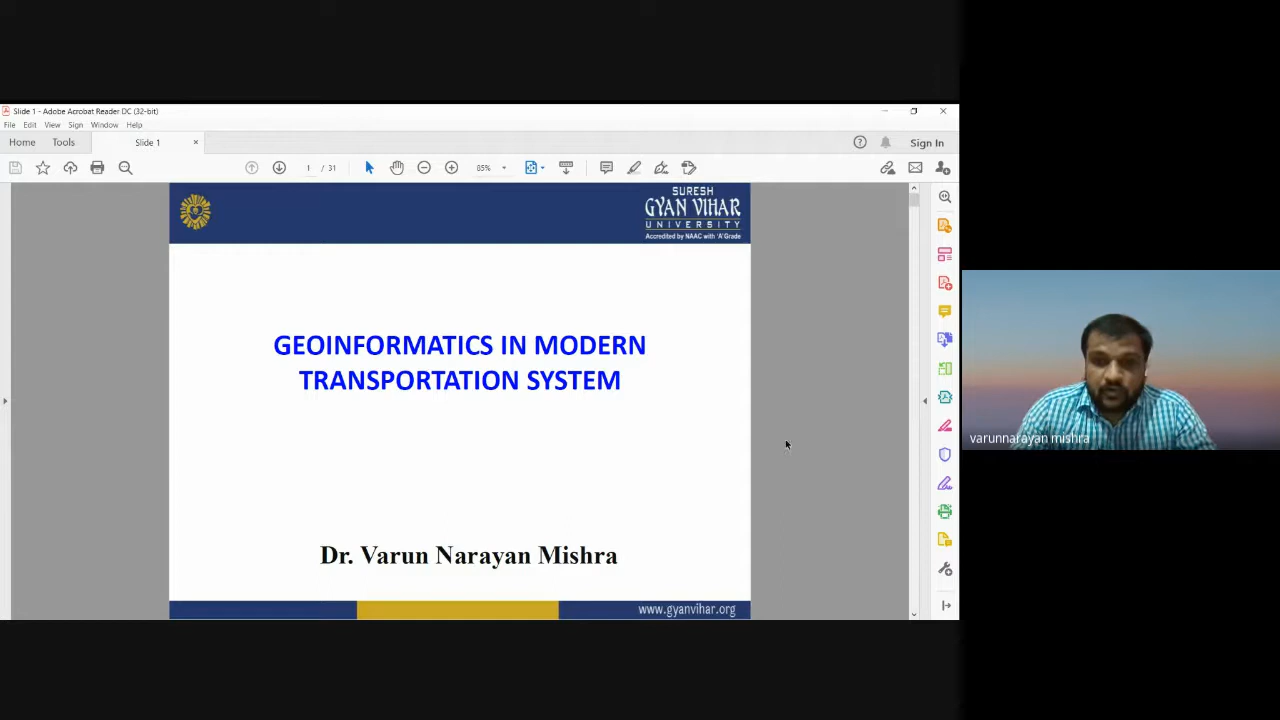 Slide 1 - Adobe Acrobat Reader DC (32-bit)
File Edit View Sign Window Help
Home Tools Slide 1 × Sign In
1 / 31 85%
SURESH
GYAN VIHAR
UNIVERSITY
Accredited by NAAC with 'A' Grade
GEOINFORMATICS IN MODERN
TRANSPORTATION SYSTEM
Dr. Varun Narayan Mishra
www.gyanvihar.org
varunnarayan mishra